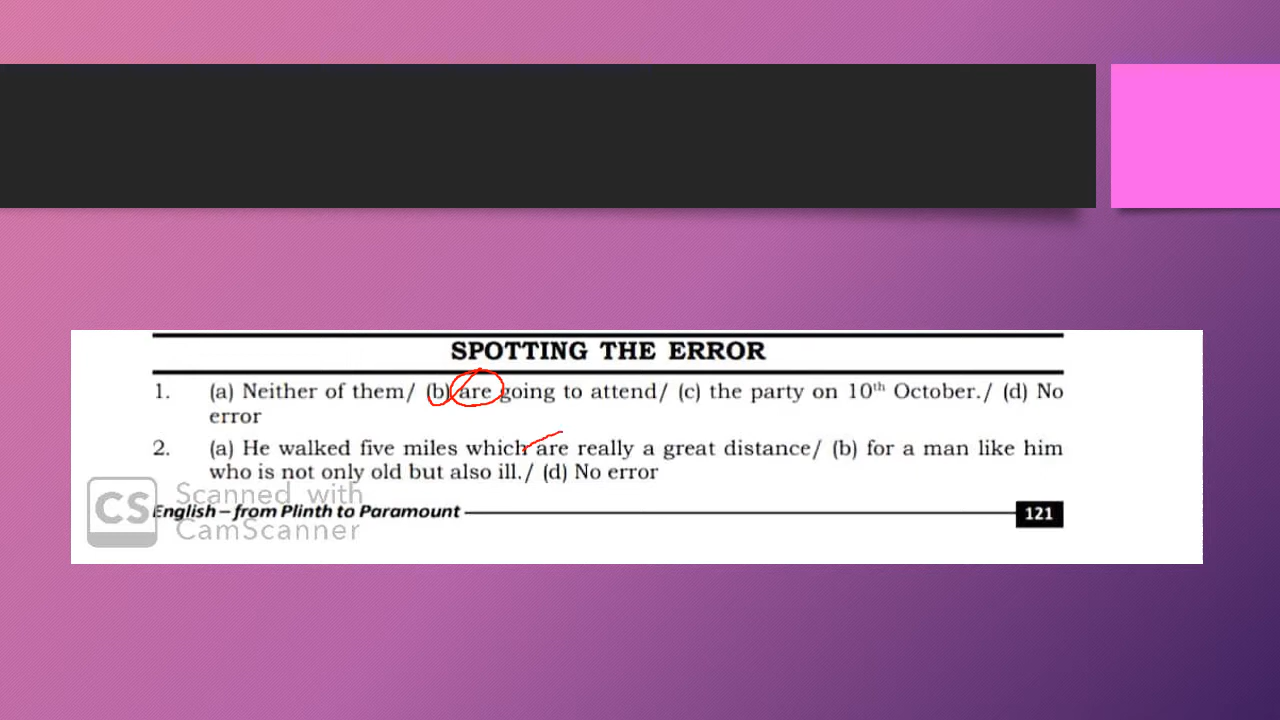 SPOTTING THE ERROR
1. (a) Neither of them/ (b) are going to attend/ (c) the party on 10th October./ (d) No
error
2. (a) He walked five miles which are really a great distance/ (b) for a man like him
who is not only old but also ill./ (d) No error
CS Scanned with
English – from Plinth to Paramount 121
CamScanner